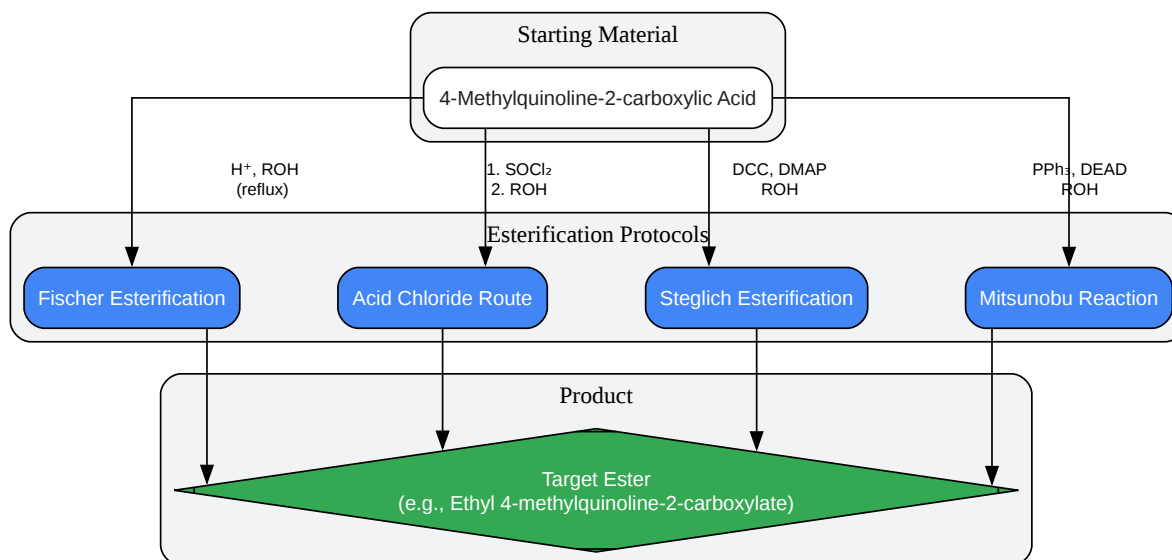 Starting Material
4-Methylquinoline-2-carboxylic Acid
H⁺, ROH
(reflux)
1. SOCl₂
2. ROH
DCC, DMAP
ROH
PPh₃, DEAD
ROH
Esterification Protocols
Fischer Esterification
Acid Chloride Route
Steglich Esterification
Mitsunobu Reaction
Product
Target Ester
(e.g., Ethyl 4-methylquinoline-2-carboxylate)